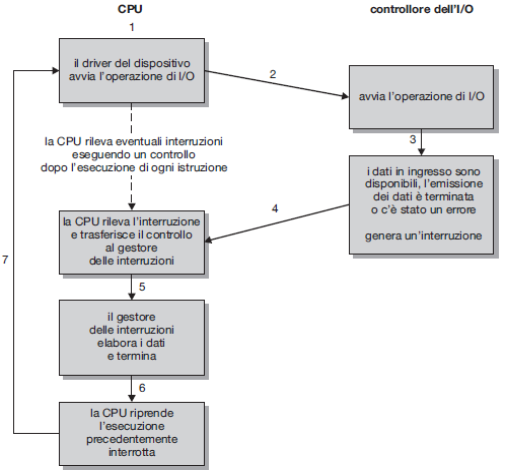 CPU
controllore dell'I/O
1
il driver del dispositivo
avvia l'operazione di I/O
2
avvia l'operazione di I/O
3
la CPU rileva eventuali interruzioni
eseguendo un controllo
dopo l'esecuzione di ogni istruzione
i dati in ingresso sono
disponibili, l'emissione
dei dati è terminata
o c'è stato un errore
genera un'interruzione
4
la CPU rileva l'interruzione
e trasferisce il controllo
al gestore
delle interruzioni
7
5
il gestore
delle interruzioni
elabora i dati
e termina
6
la CPU riprende
l'esecuzione
precedentemente
interrotta